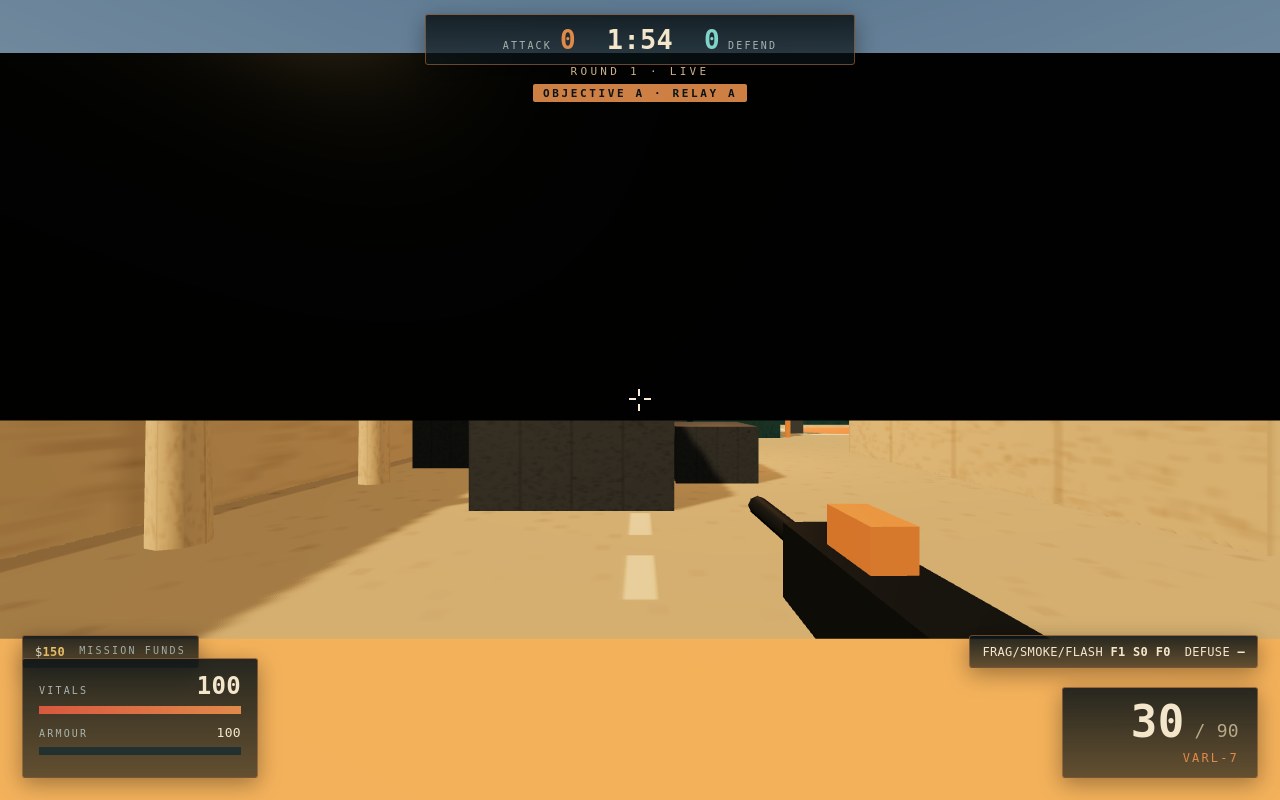 ATTACK 0 1:54 0 DEFEND
ROUND 1 · LIVE
OBJECTIVE A · RELAY A
$150 MISSION FUNDS
VITALS 100
ARMOUR 100
FRAG/SMOKE/FLASH F1 S0 F0 DEFUSE —
30 / 90
VARL-7